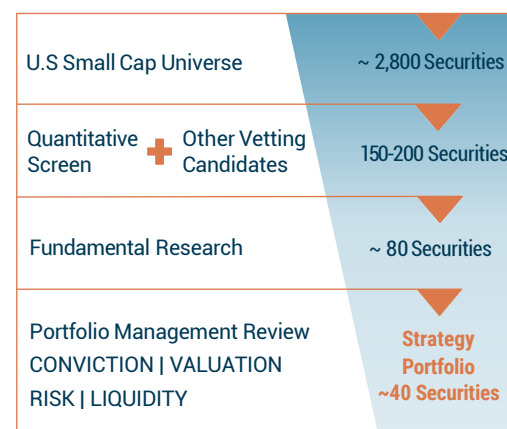 U.S Small Cap Universe
~ 2,800 Securities
Quantitative Screen
Other Vetting Candidates
150-200 Securities
Fundamental Research
~ 80 Securities
Portfolio Management Review
CONVICTION | VALUATION
RISK | LIQUIDITY
Strategy
Portfolio
~40 Securities